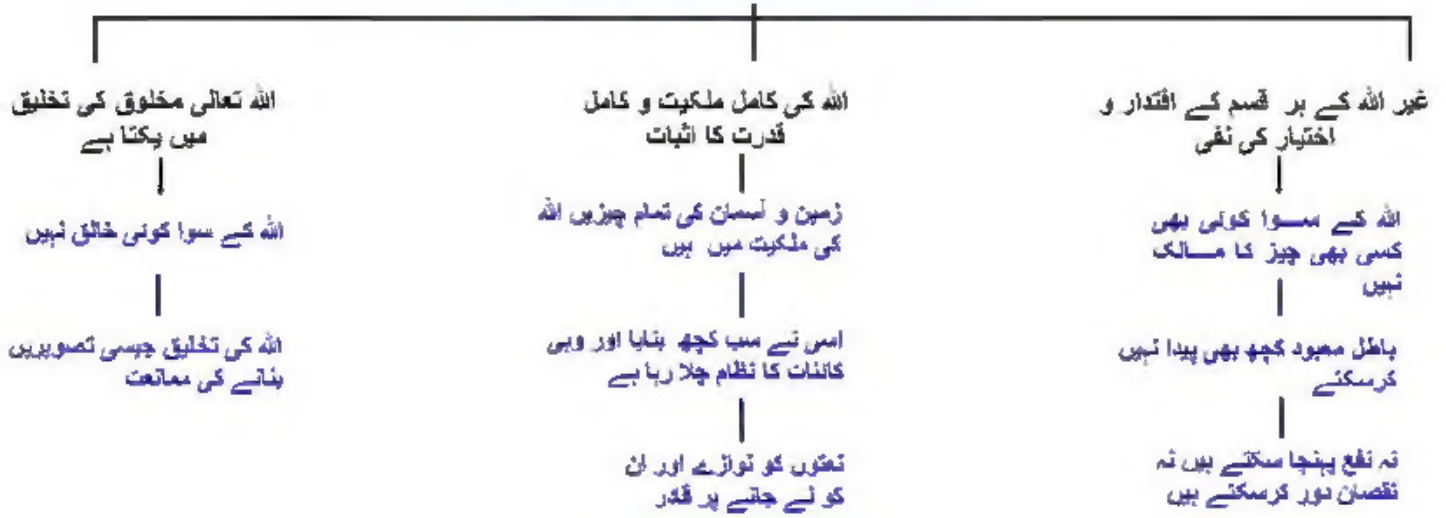 غیر اللہ کے ہر قسم کے اقتدار و
اختیار کی نفی
اللہ کے سوا کوئی بھی
کسی بھی چیز کا مالک
نہیں
باطل معبود کچھ بھی پیدا نہیں
کرسکتے
نہ نفع پہنچا سکتے ہیں نہ
نقصان دور کرسکتے ہیں
اللہ کی کامل ملکیت و کامل
قدرت کا اثبات
زمین و آسمان کی تمام چیزیں اللہ
کی ملکیت میں ہیں
اسی نے سب کچھ بنایا اور وہی
کائنات کا نظام چلا رہا ہے
نعتوں کو نوازے اور ان
کو لے جانے پر قادر
اللہ تعالی مخلوق کی تخلیق
میں یکتا ہے
اللہ کے سوا کوئی خالق نہیں
اللہ کی تخلیق جیسی تصویریں
بنانے کی ممانعت